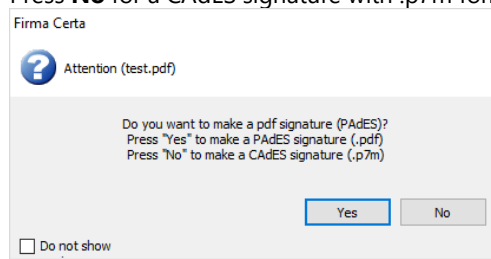 Press No for a CAdES signature with .p7m for
Firma Certa
Attention (test.pdf)
Do you want to make a pdf signature (PAdES)?
Press "Yes" to make a PAdES signature (.pdf)
Press "No" to make a CAdES signature (.p7m)
Yes No
Do not show